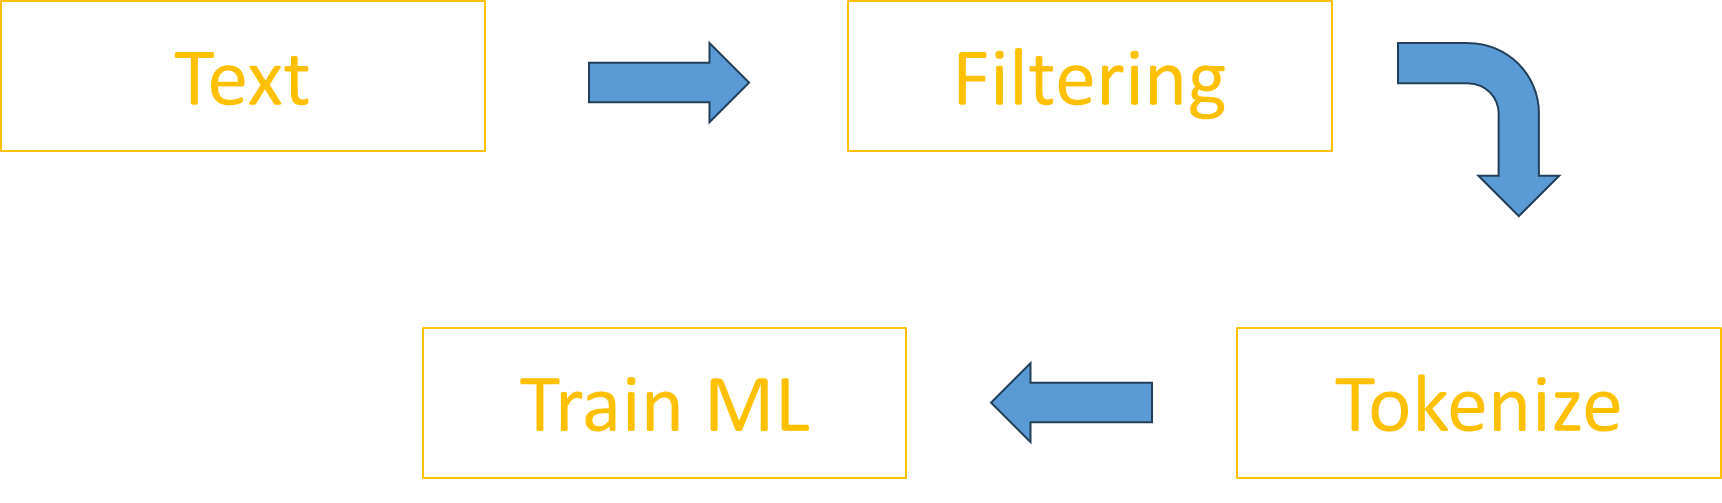 Text
Filtering
Tokenize
Train ML